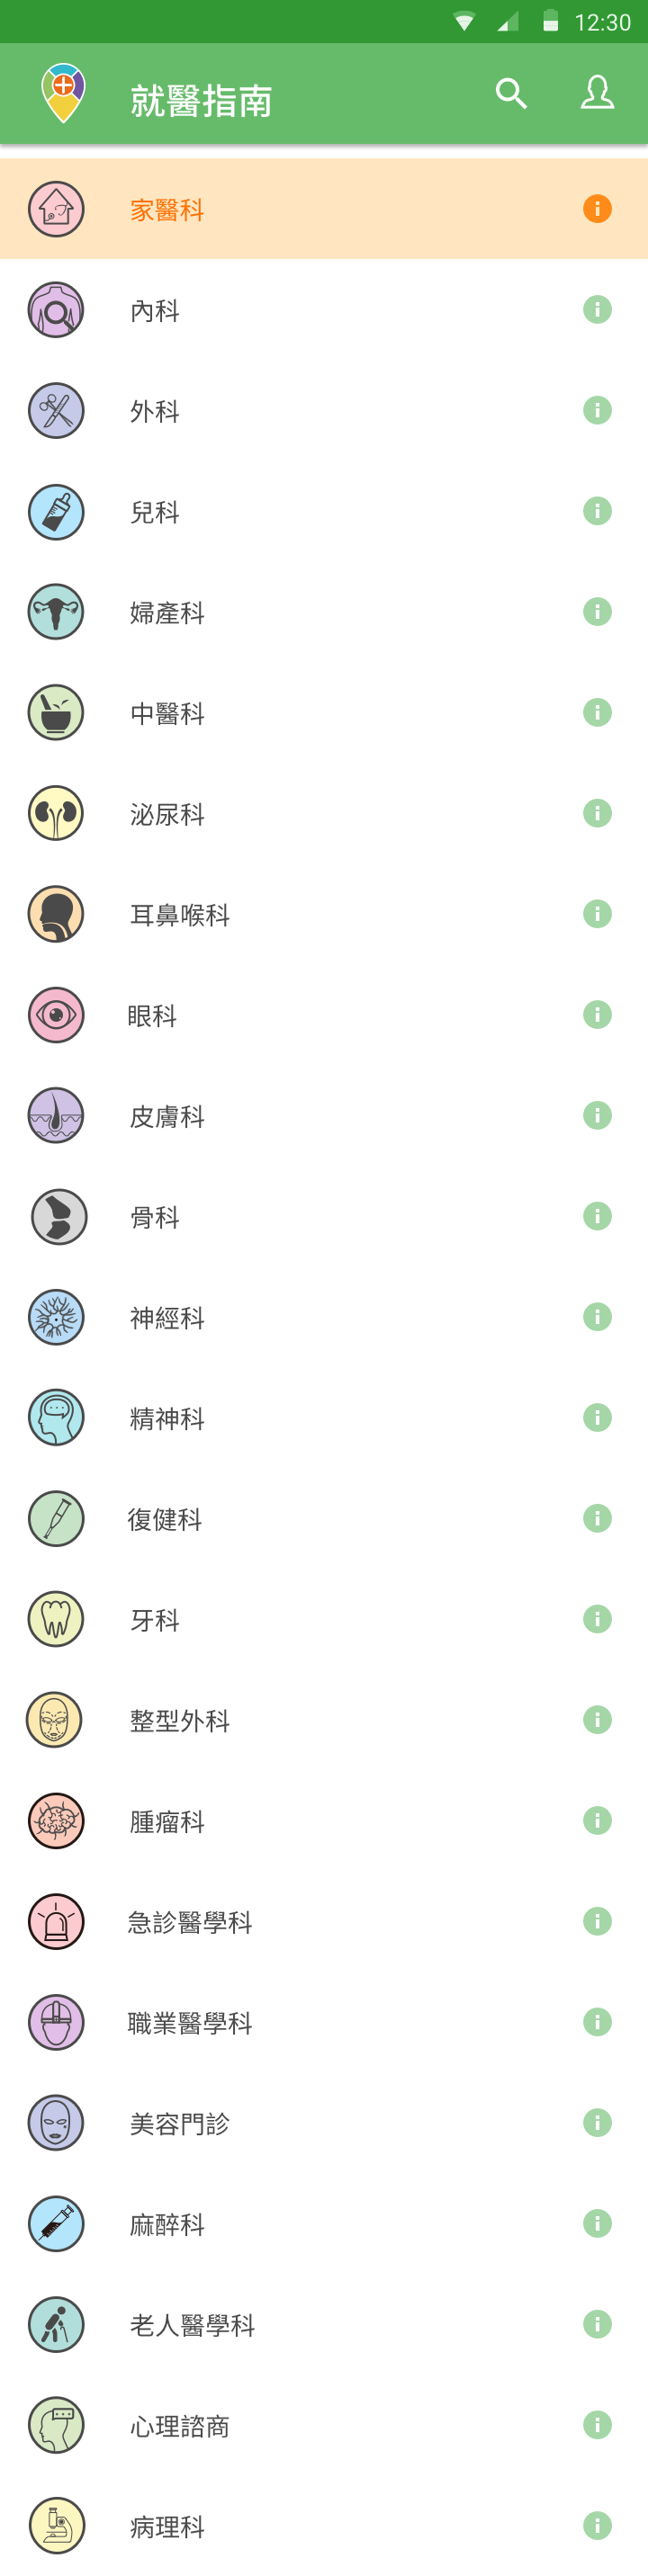 12:30
就醫指南
家醫科
內科
外科
兒科
婦產科
中醫科
泌尿科
耳鼻喉科
眼科
皮膚科
骨科
神經科
精神科
復健科
牙科
整型外科
腫瘤科
急診醫學科
職業醫學科
美容門診
麻醉科
老人醫學科
心理諮商
病理科